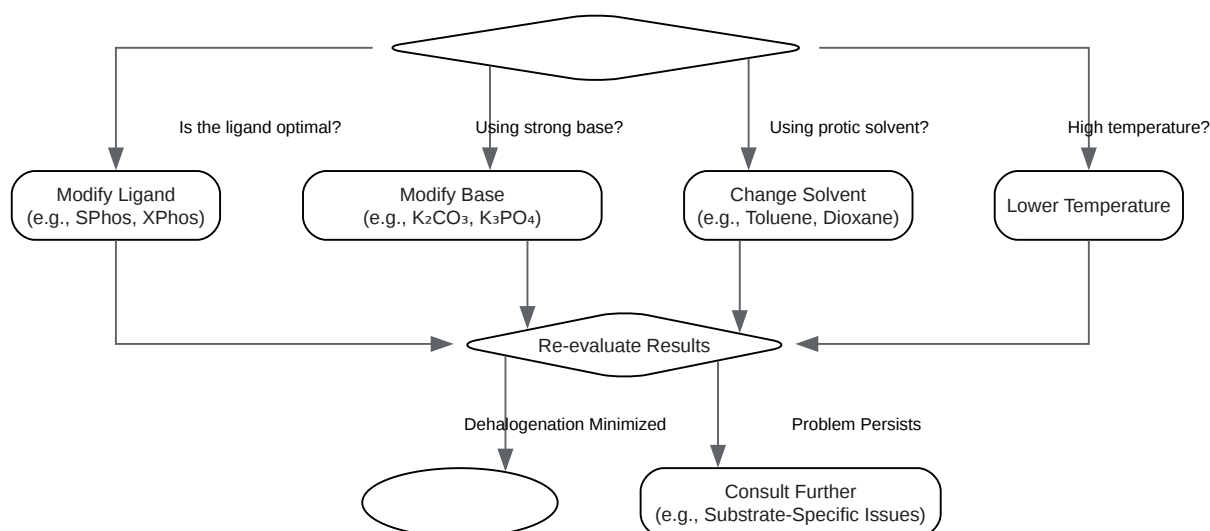 Is the ligand optimal?
Using strong base?
Using protic solvent?
High temperature?
Modify Ligand
(e.g., SPhos, XPhos)
Modify Base
(e.g., K₂CO₃, K₃PO₄)
Change Solvent
(e.g., Toluene, Dioxane)
Lower Temperature
Re-evaluate Results
Dehalogenation Minimized
Problem Persists
Consult Further
(e.g., Substrate-Specific Issues)